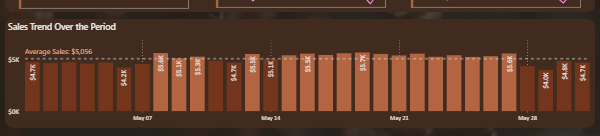 Sales Trend Over the Period
Average Sales: $5,056
$5K
$0K
$4.7K
$4.2K
$5.6K
$5.1K
$5.3K
$4.7K
$5.5K
$5.1K
$5.5K
$5.7K
$5.6K
$4.0K
$4.8K
$4.7K
May 07
May 14
May 21
May 28